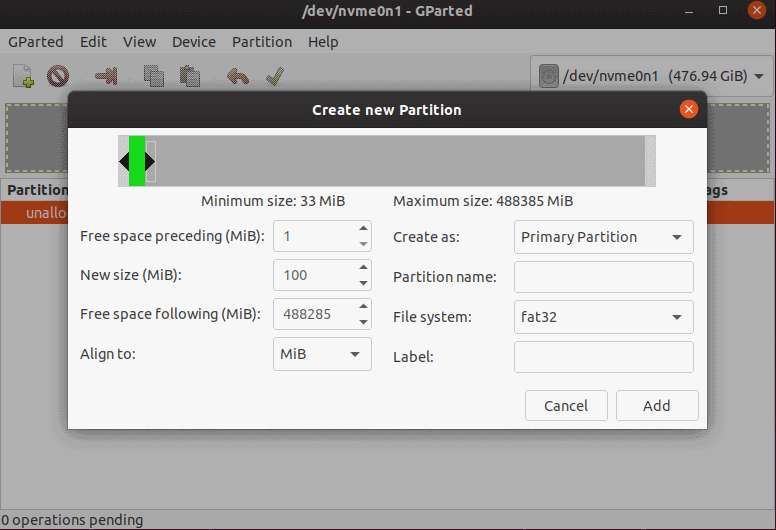 /dev/nvme0n1 - GParted
GParted Edit View Device Partition Help
/dev/nvme0n1 (476.94 GiB)
Create new Partition
Minimum size: 33 MiB Maximum size: 488385 MiB
Partition
ags
unallo
Free space preceding (MiB): 1 Create as: Primary Partition
New size (MiB): 100 Partition name:
Free space following (MiB): 488285 File system: fat32
Align to: MiB Label:
Cancel Add
0 operations pending